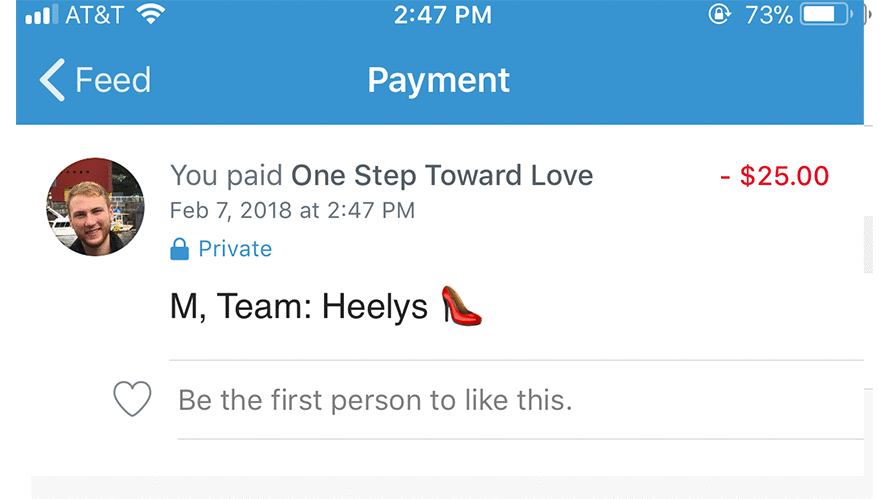 AT&T 2:47 PM 73%
Feed Payment
You paid One Step Toward Love - $25.00
Feb 7, 2018 at 2:47 PM
Private
M, Team: Heelys 👠
Be the first person to like this.